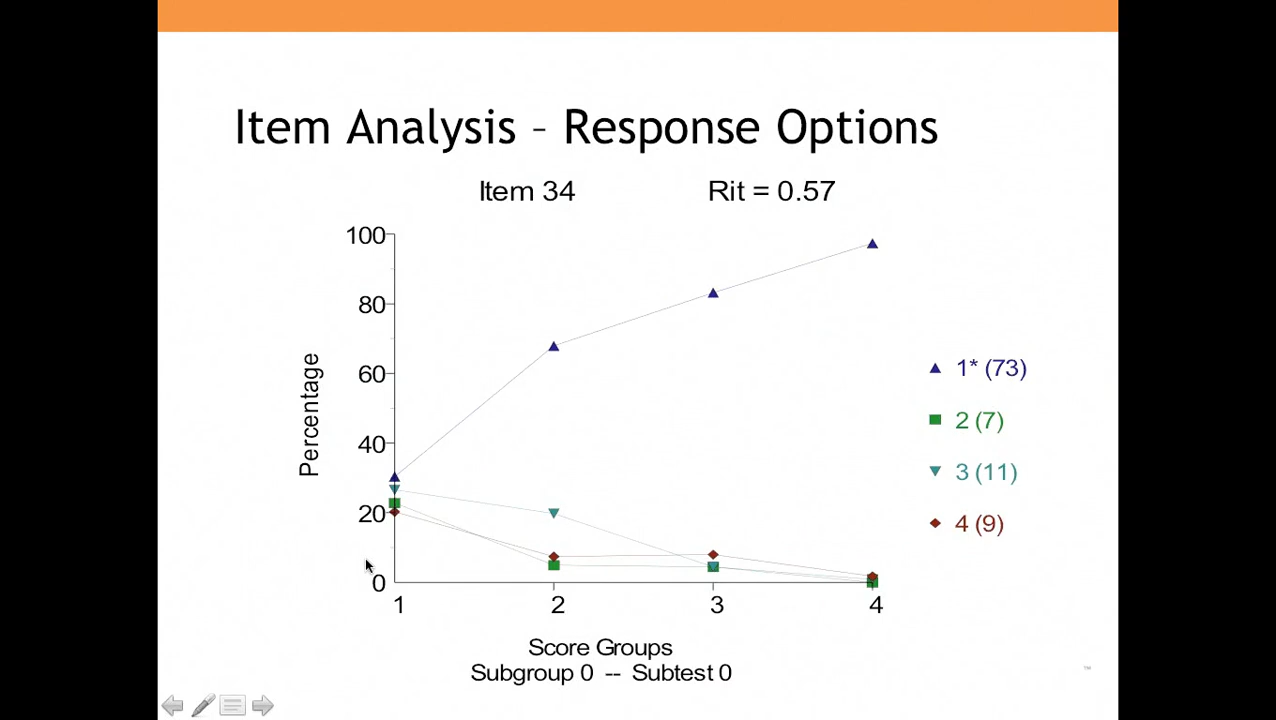 Item Analysis – Response Options
Item 34 Rit = 0.57
100
80
60
40
20
0
Percentage
1* (73)
2 (7)
3 (11)
4 (9)
1 2 3 4
Score Groups
Subgroup 0 -- Subtest 0
™